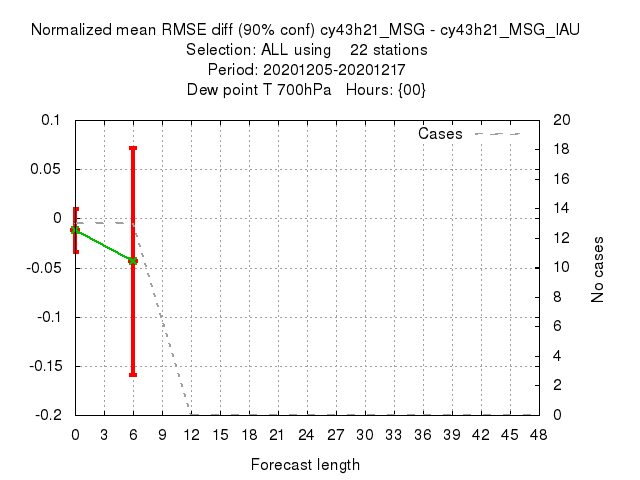 Normalized mean RMSE diff (90% conf) cy43h21_MSG - cy43h21_MSG_IAU
Selection: ALL using 22 stations
Period: 20201205-20201217
Dew point T 700hPa Hours: {00}
Cases
0.1
0.05
0
-0.05
-0.1
-0.15
-0.2
20
18
16
14
12
10
8
6
4
2
0
No cases
0 3 6 9 12 15 18 21 24 27 30 33 36 39 42 45 48
Forecast length